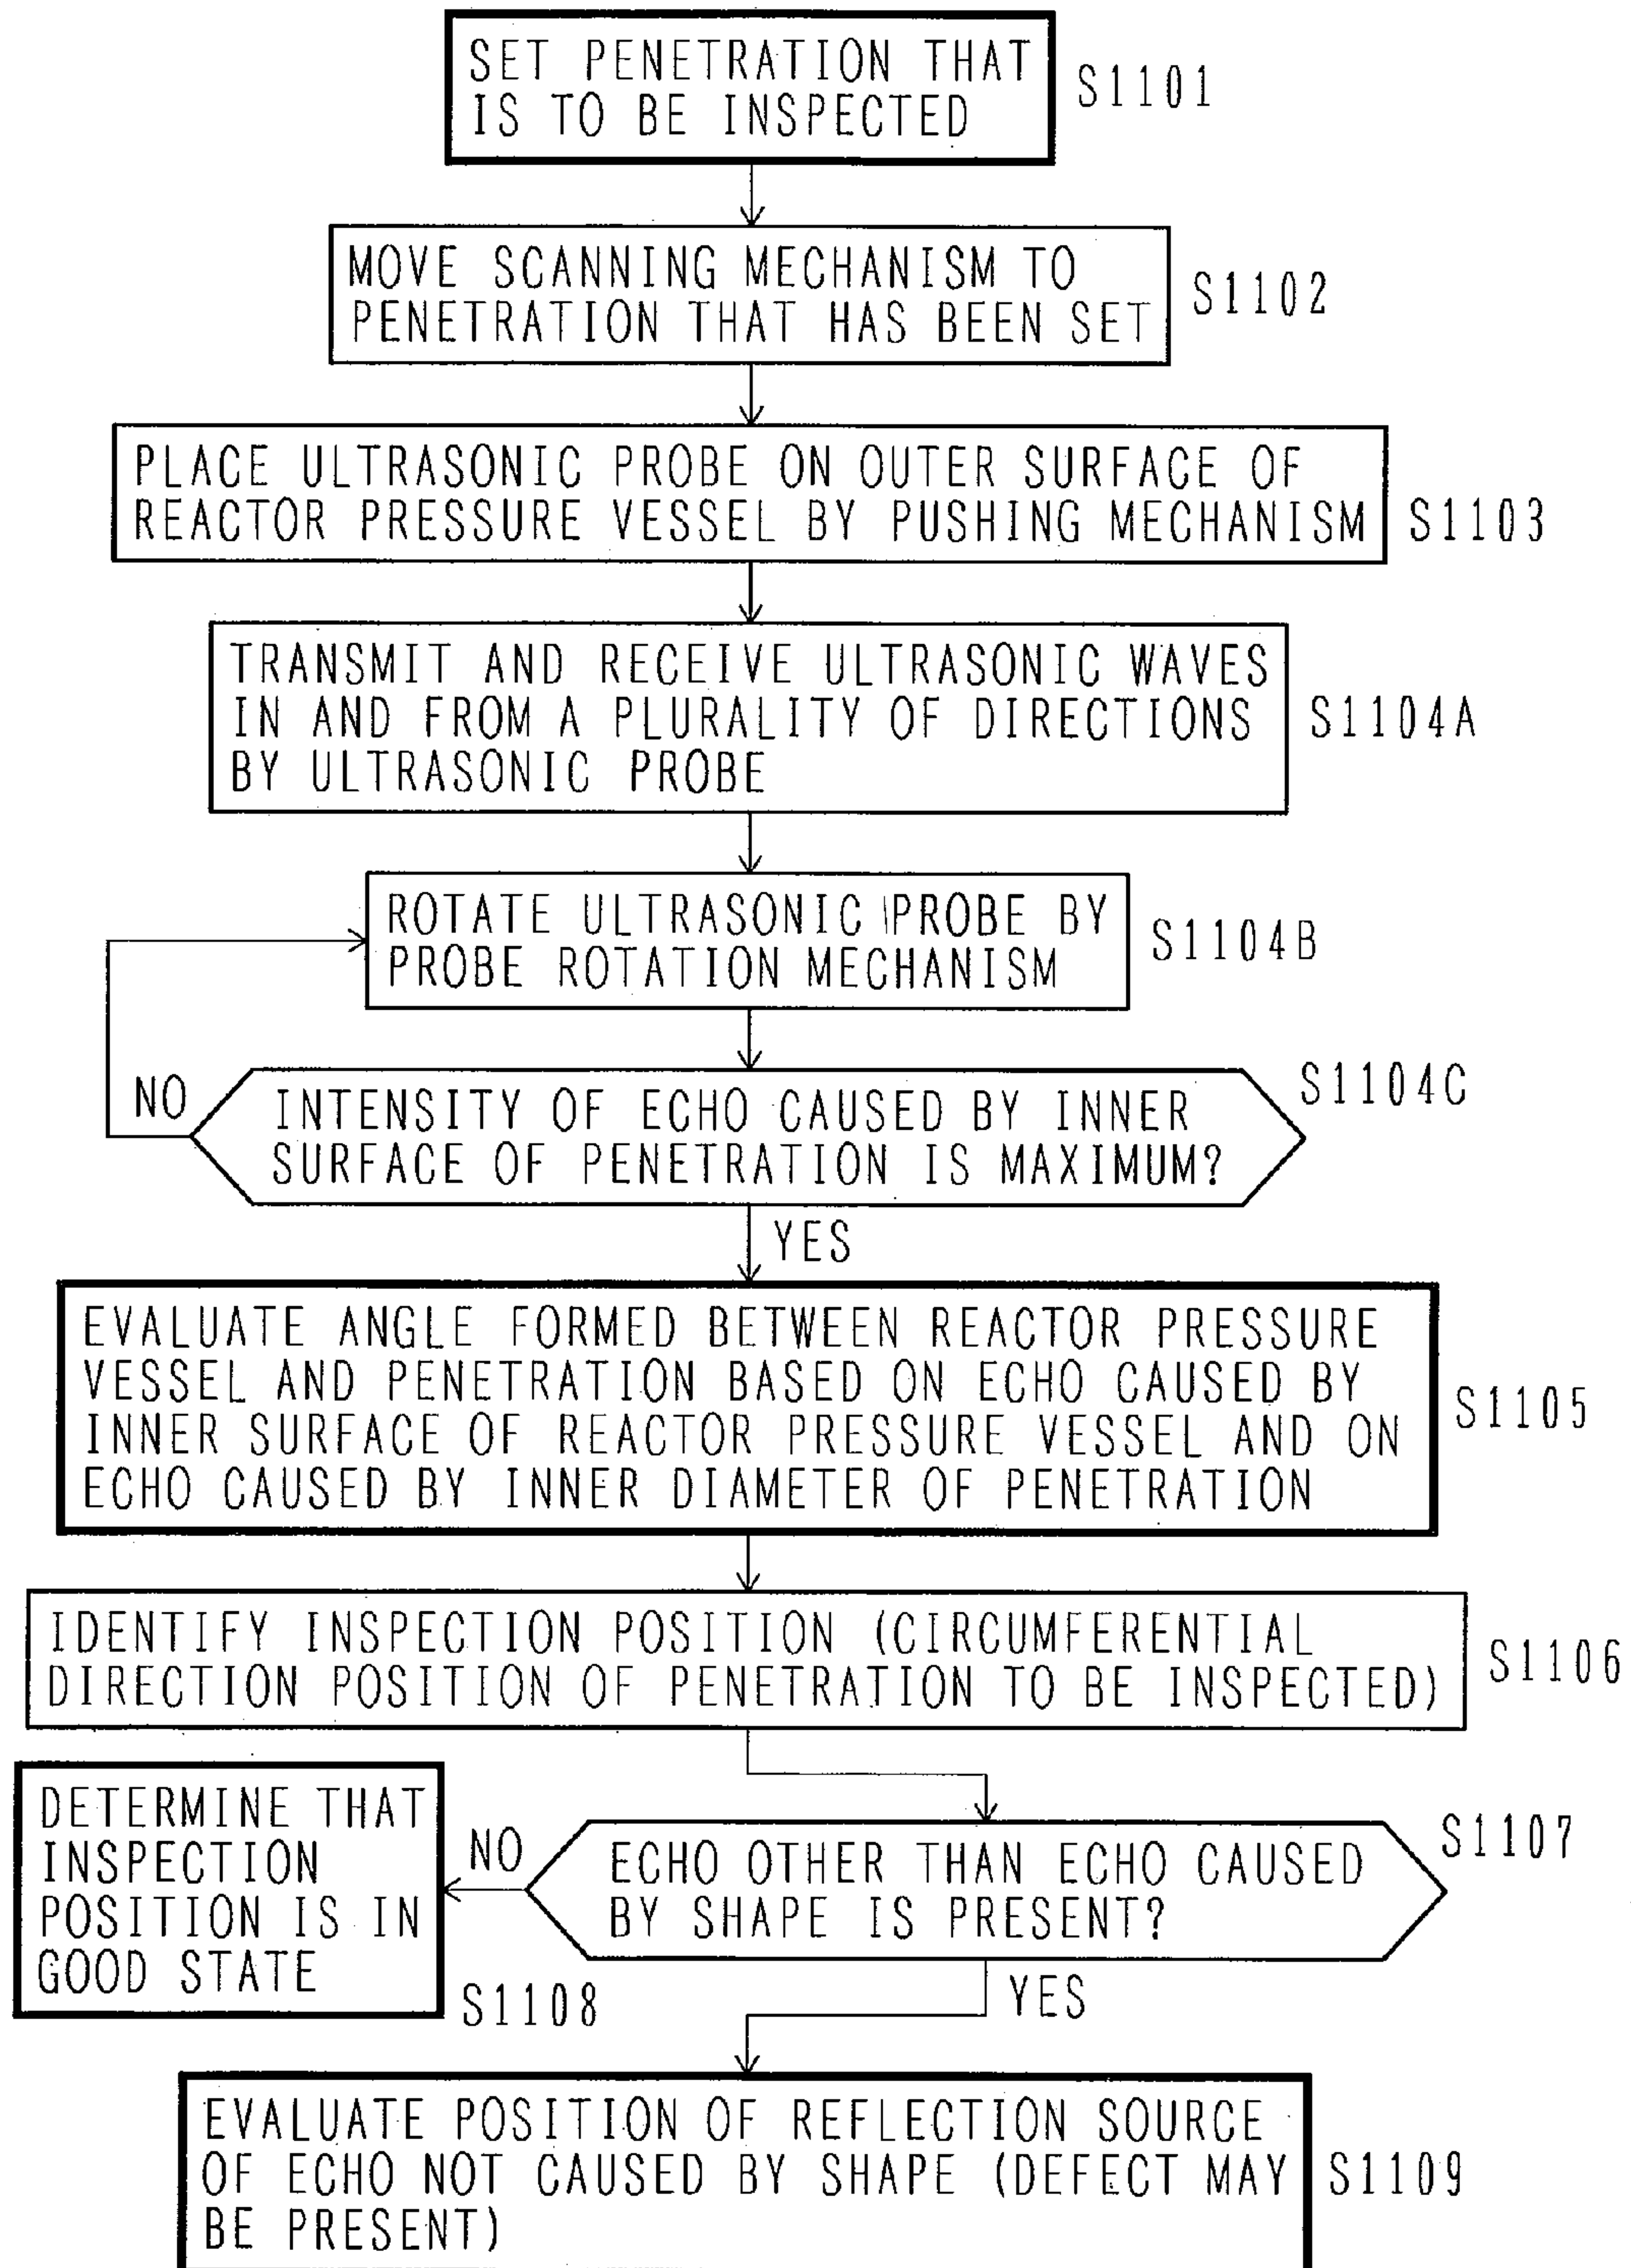 SET PENETRATION THAT
IS TO BE INSPECTED
S1101
MOVE SCANNING MECHANISM TO
PENETRATION THAT HAS BEEN SET
S1102
PLACE ULTRASONIC PROBE ON OUTER SURFACE OF
REACTOR PRESSURE VESSEL BY PUSHING MECHANISM
S1103
TRANSMIT AND RECEIVE ULTRASONIC WAVES
IN AND FROM A PLURALITY OF DIRECTIONS
BY ULTRASONIC PROBE
S1104A
ROTATE ULTRASONIC PROBE BY
PROBE ROTATION MECHANISM
S1104B
NO
INTENSITY OF ECHO CAUSED BY INNER
SURFACE OF PENETRATION IS MAXIMUM?
S1104C
YES
EVALUATE ANGLE FORMED BETWEEN REACTOR PRESSURE
VESSEL AND PENETRATION BASED ON ECHO CAUSED BY
INNER SURFACE OF REACTOR PRESSURE VESSEL AND ON
ECHO CAUSED BY INNER DIAMETER OF PENETRATION
S1105
IDENTIFY INSPECTION POSITION (CIRCUMFERENTIAL
DIRECTION POSITION OF PENETRATION TO BE INSPECTED)
S1106
DETERMINE THAT
INSPECTION
POSITION IS IN
GOOD STATE
S1108
NO
ECHO OTHER THAN ECHO CAUSED
BY SHAPE IS PRESENT?
S1107
YES
EVALUATE POSITION OF REFLECTION SOURCE
OF ECHO NOT CAUSED BY SHAPE (DEFECT MAY
BE PRESENT)
S1109